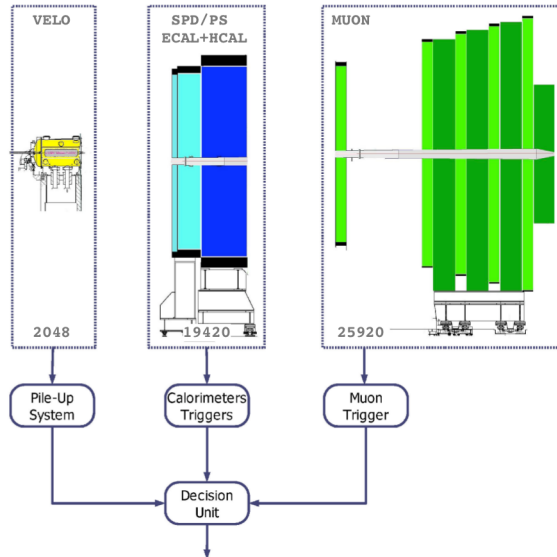 VELO
SPD/PS
ECAL+HCAL
MUON
2048
19420
25920
Pile-Up
System
Calorimeters
Triggers
Muon
Trigger
Decision
Unit